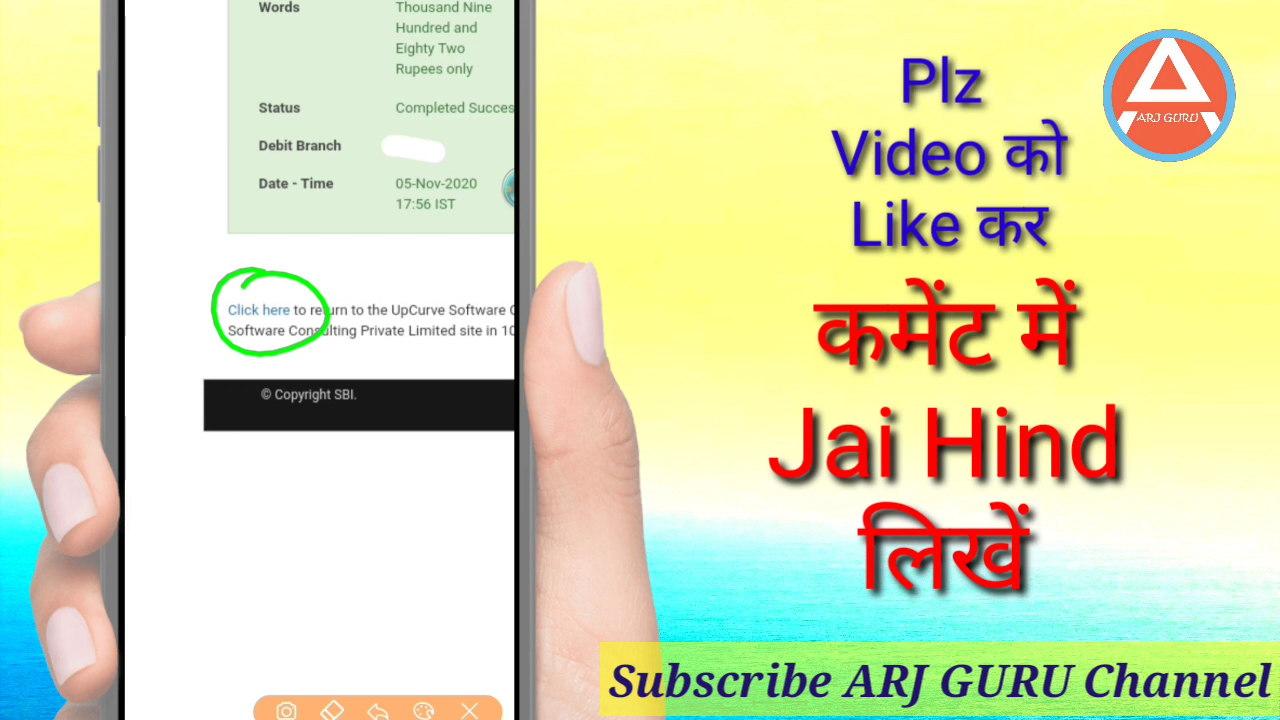 Words
Thousand Nine
Hundred and
Eighty Two
Rupees only
Status
Completed Succes
Debit Branch
Date - Time
05-Nov-2020
17:56 IST
Click here to return to the UpCurve Software C
Software Consulting Private Limited site in 10
© Copyright SBI.
Plz
Video को
Like कर
कमेंट में
Jai Hind
लिखें
ARJ GURU
Subscribe ARJ GURU Channel